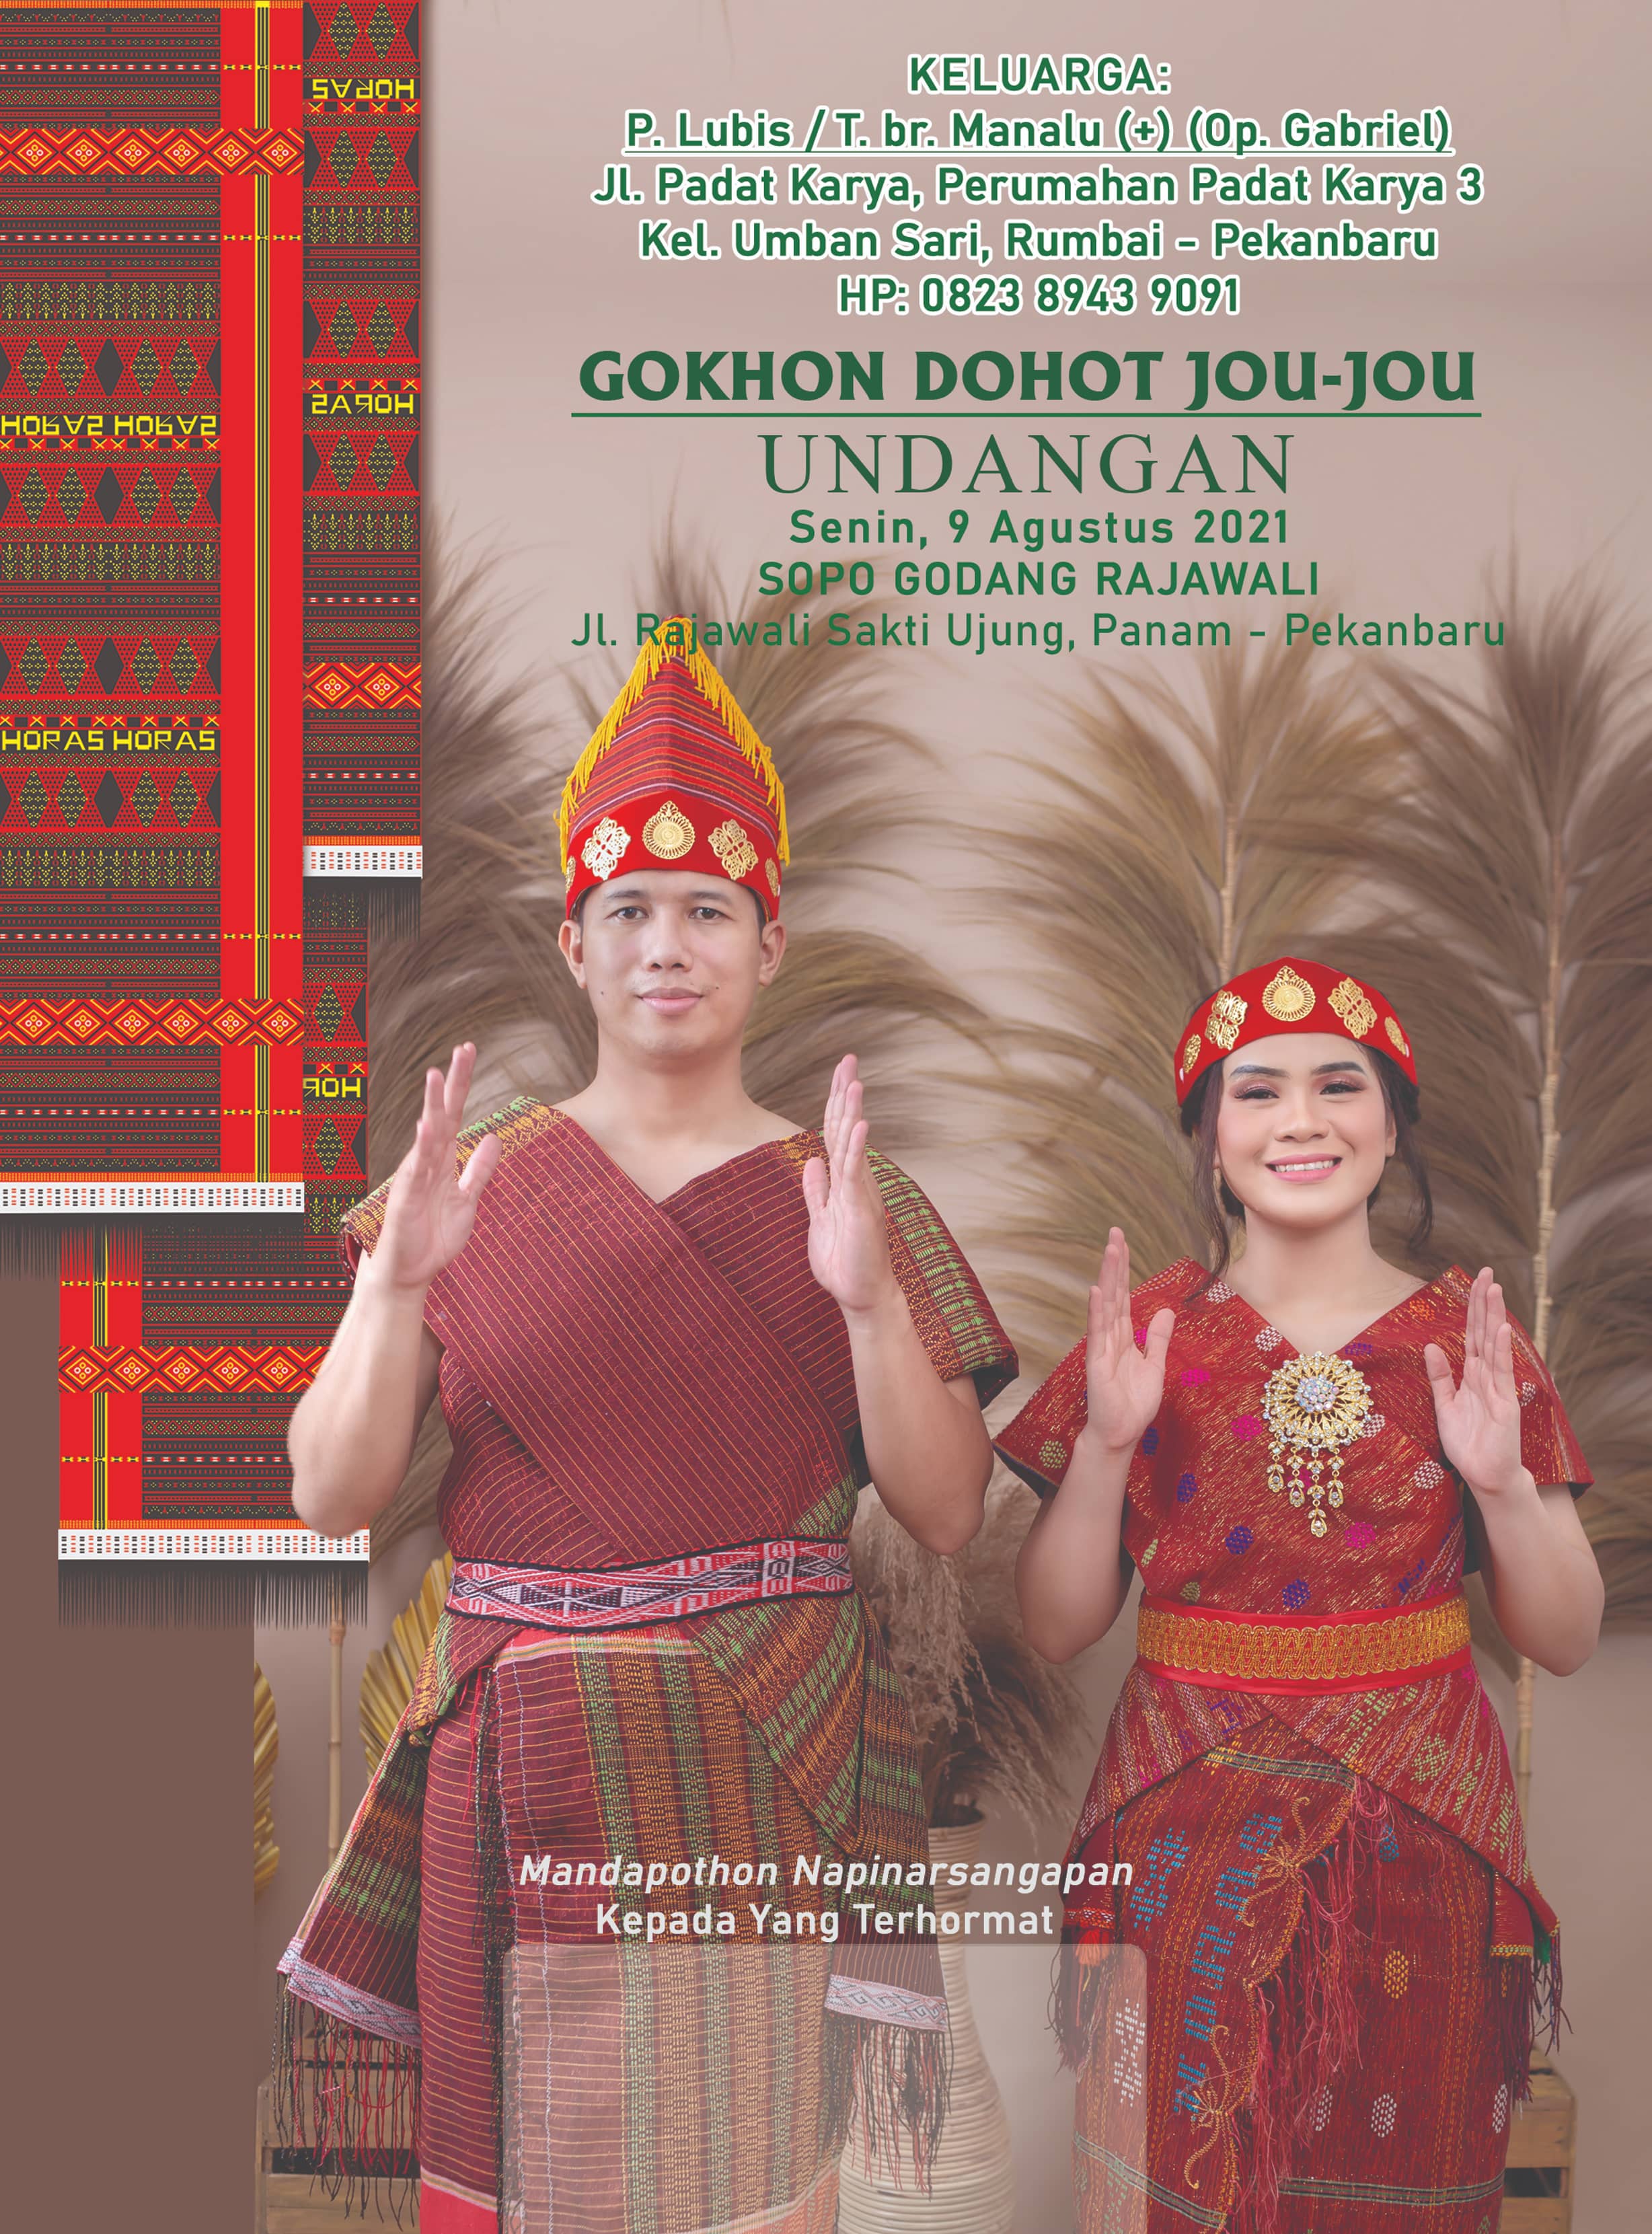 KELUARGA:
P. Lubis / T. br. Manalu (+) (Op. Gabriel)
Jl. Padat Karya, Perumahan Padat Karya 3
Kel. Umban Sari, Rumbai - Pekanbaru
HP: 0823 8943 9091
GOKHON DOHOT JOU-JOU
UNDANGAN
Senin, 9 Agustus 2021
SOPO GODANG RAJAWALI
Jl. Rajawali Sakti Ujung, Panam - Pekanbaru
HORAS
HORAS
HORAS HORAS
HORAS HORAS
HOR
Mandapothon Napinarsangapan
Kepada Yang Terhormat